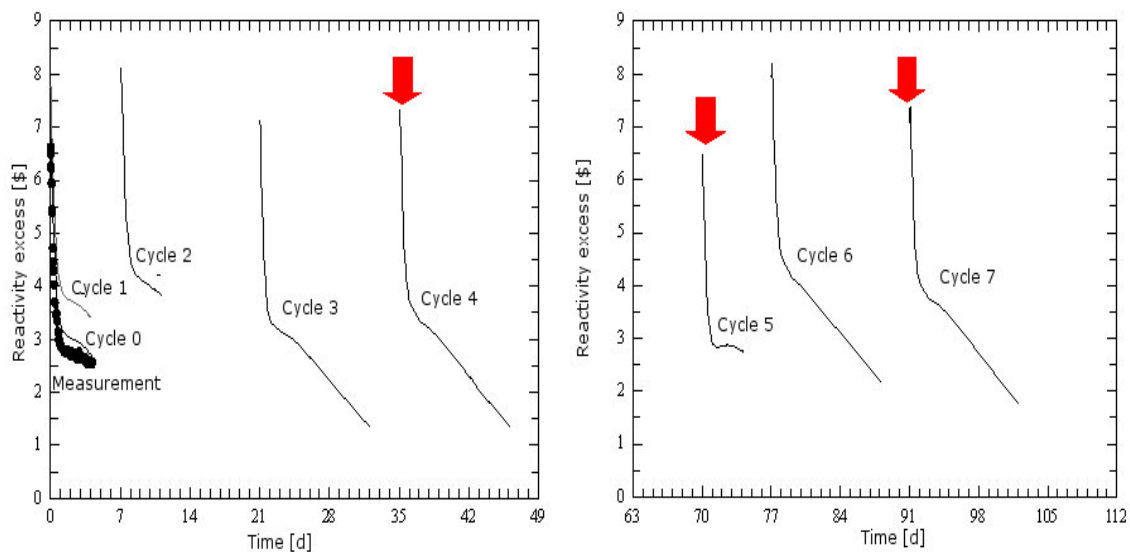 Reactivity excess [$]
9
8
7
6
5
4
3
2
1
0
Cycle 2
Cycle 1
Cycle 3
Cycle 4
Cycle 0
Measurement
0 7 14 21 28 35 42 49
Time [d]
Reactivity excess [$]
9
8
7
6
5
4
3
2
1
0
Cycle 6
Cycle 7
Cycle 5
63 70 77 84 91 98 105 112
Time [d]